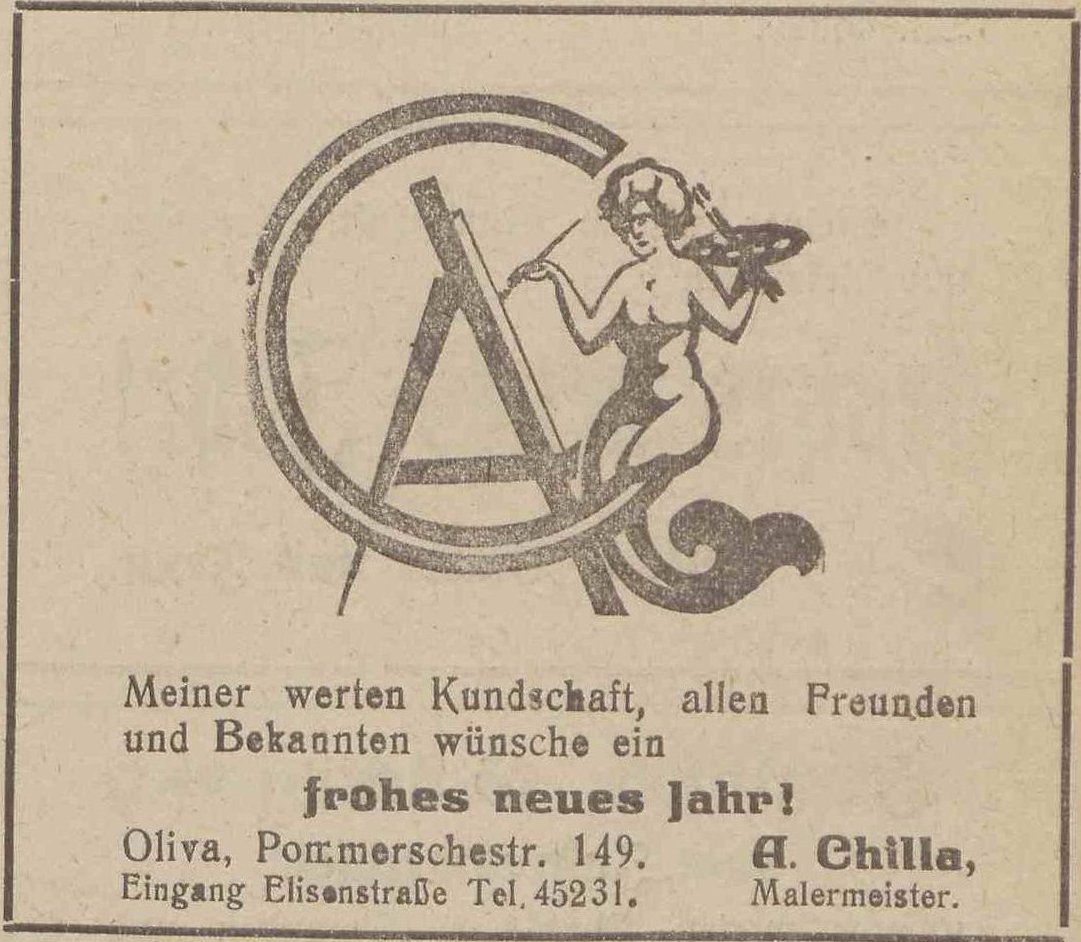 Meiner werten Kundschaft, allen Freunden
und Bekannten wünsche ein
frohes neues Jahr!
Oliva, Pommerschestr. 149. A. Chilla,
Eingang Elisenstraße Tel. 45231. Malermeister.